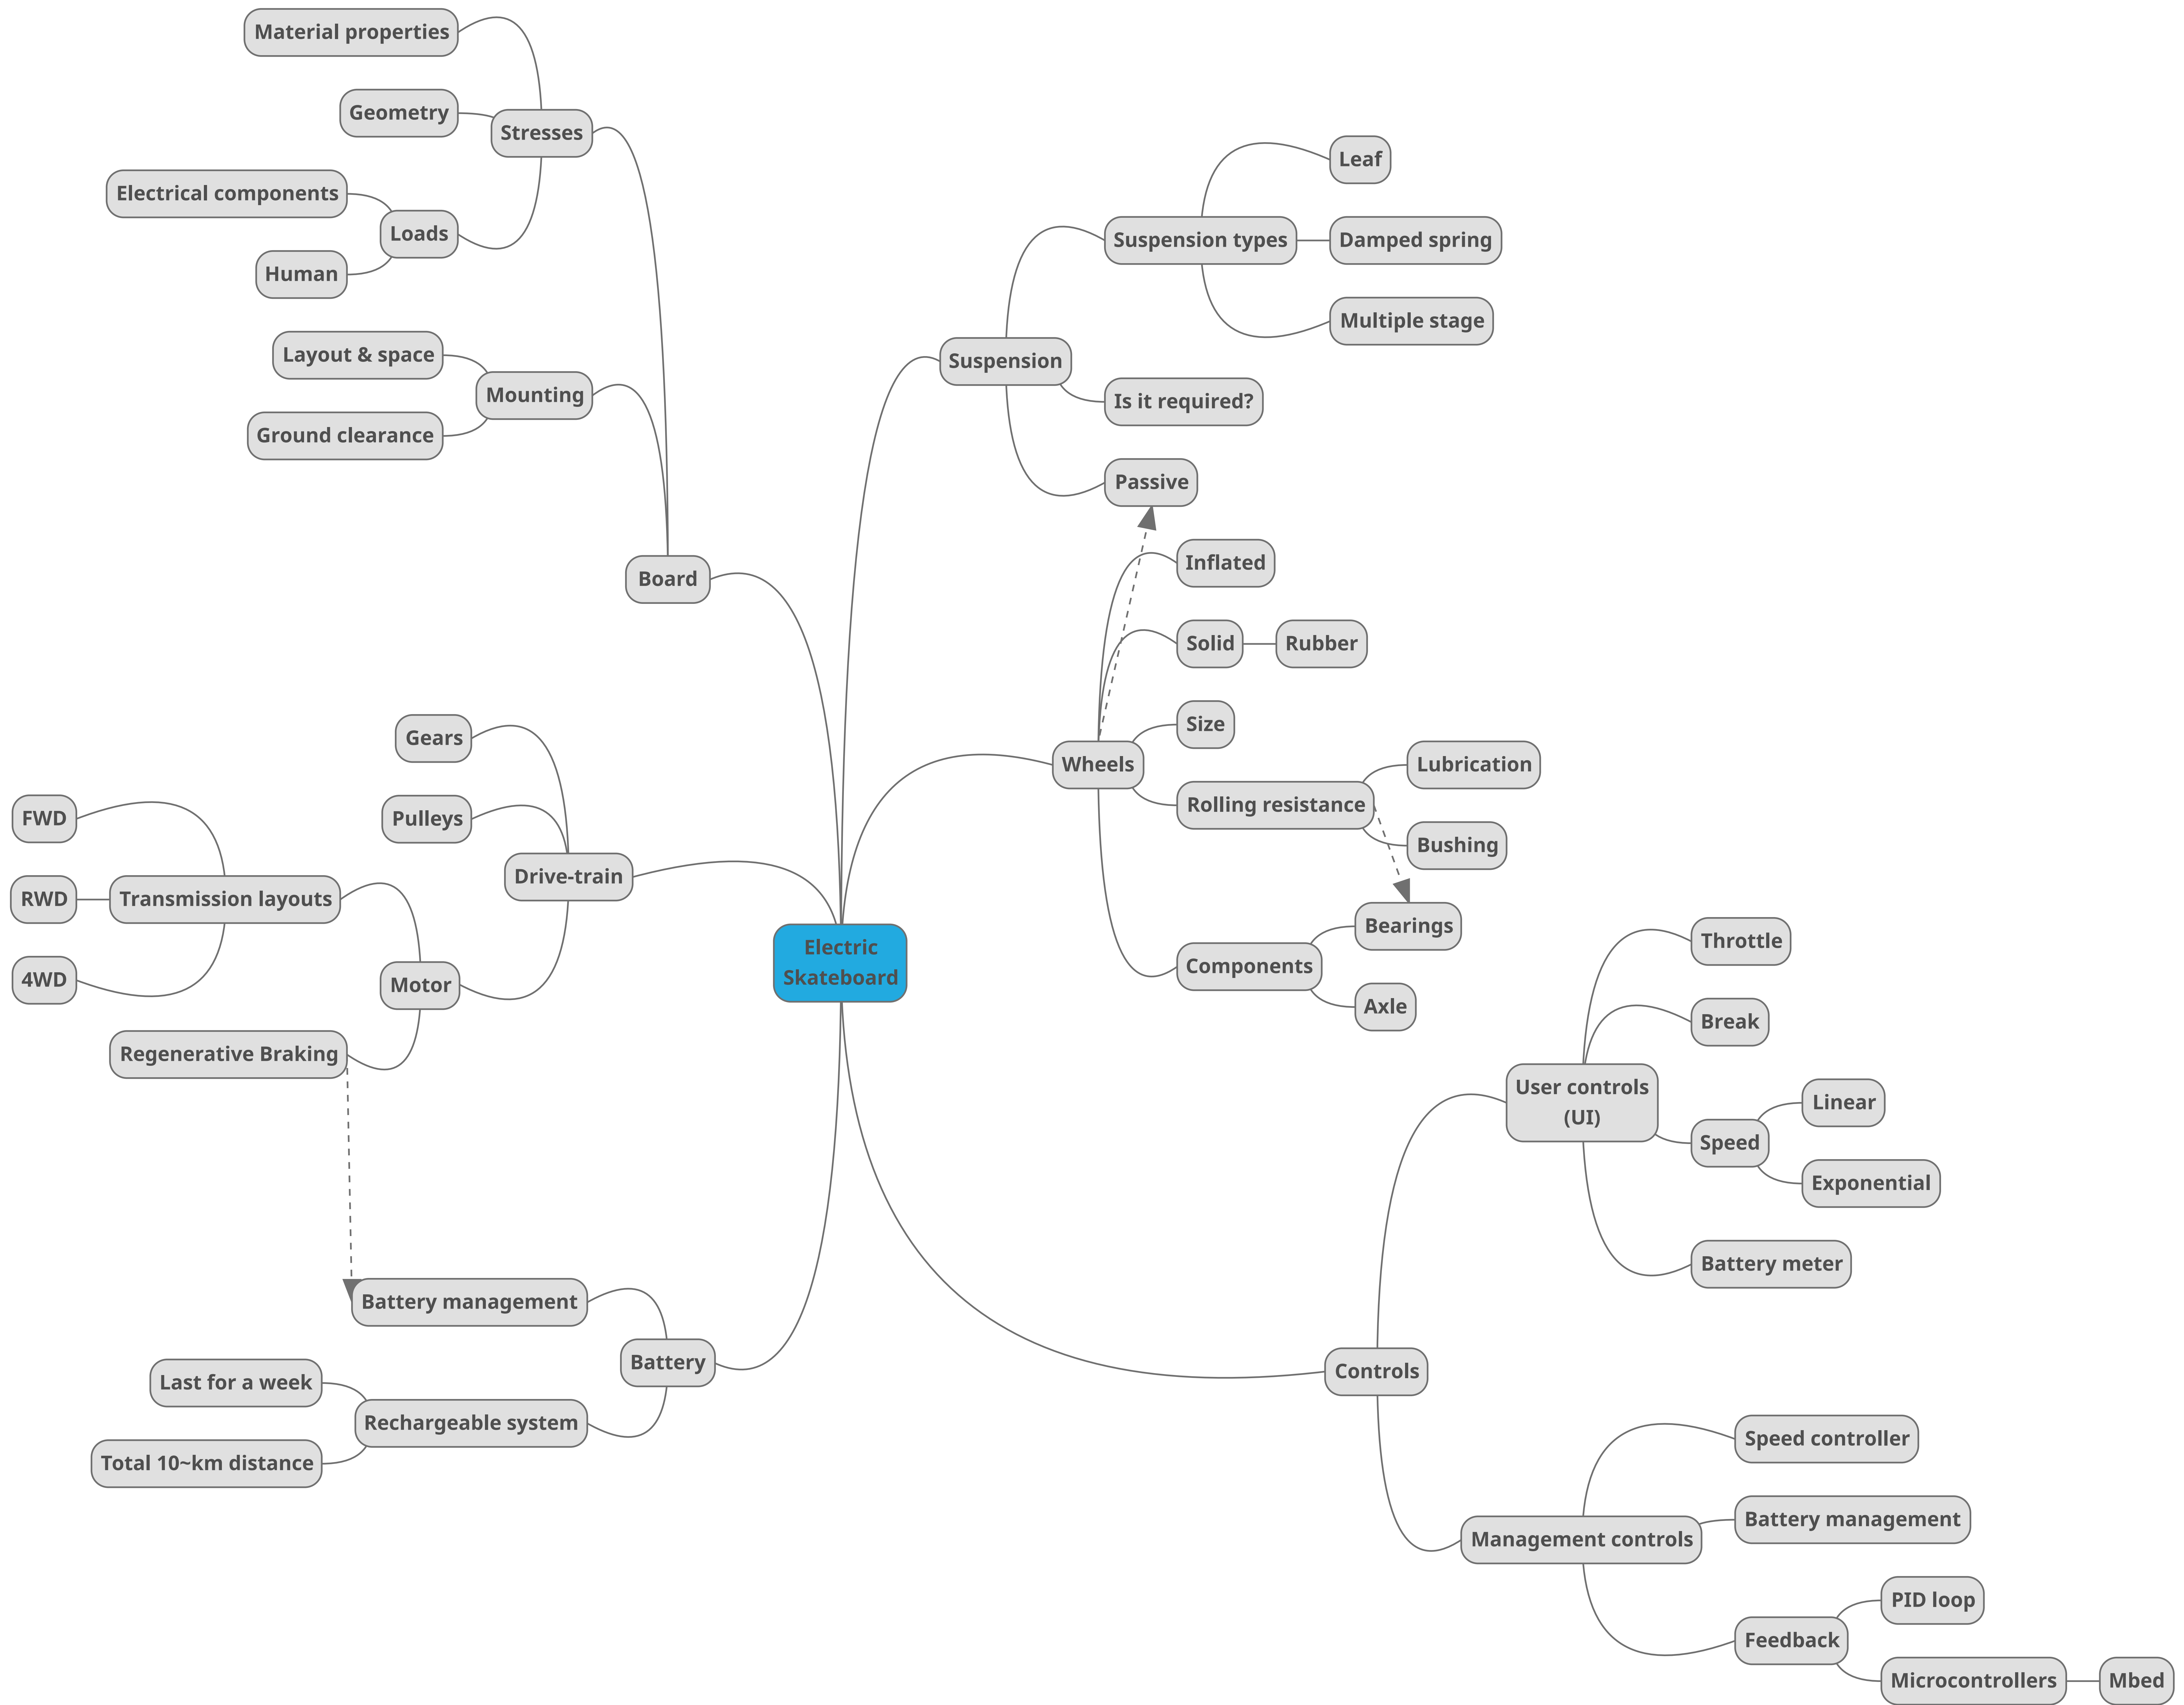 Material properties
Geometry
Stresses
Electrical components
Loads
Human
Layout & space
Mounting
Ground clearance
Board
Gears
Pulleys
Drive-train
FWD
Transmission layouts
RWD
4WD
Motor
Regenerative Braking
Electric
Skateboard
Battery management
Battery
Last for a week
Rechargeable system
Total 10~km distance
Leaf
Suspension types
Damped spring
Multiple stage
Suspension
Is it required?
Passive
Inflated
Solid
Rubber
Size
Wheels
Lubrication
Rolling resistance
Bushing
Bearings
Components
Axle
Throttle
Break
User controls
(UI)
Linear
Speed
Exponential
Battery meter
Controls
Speed controller
Battery management
Management controls
PID loop
Feedback
Microcontrollers
Mbed